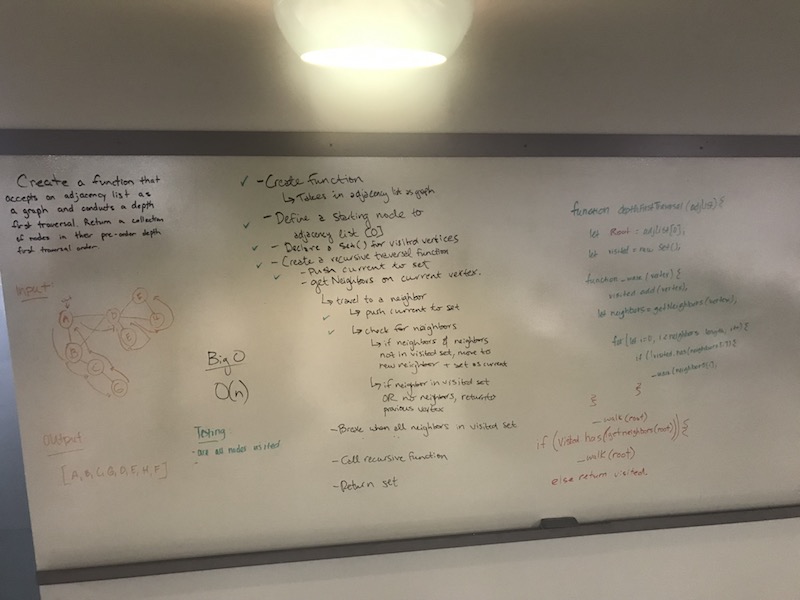 Create a function that
accepts an adjacency list as
a graph and conducts a depth
first traversal. Return a collection
of nodes in their pre-order depth
first traversal order.
Input:
A
D
B
C
G
E
Output
[A, B, C, G, D, E, H, F]
Big O
O(n)
Testing
all nodes visited
✓ - Create Function
↳ Takes in adjacency list as graph
✓ - Define a starting node to
adjacency list [0]
✓ - Declare a Set() for visited vertices
✓ - Create a recursive traversal function
- push current to set
✓ - get Neighbors on current vertex.
↳ travel to a neighbor
✓ ↳ push current to set
✓ ↳ check for neighbors
↳ if neighbors of neighbors
not in visited set, move to
new neighbor + set as current
↳ if neighbor in visited set
OR no neighbors, return to
previous vertex
- Break when all neighbors in visited set
- Call recursive function
- Return set
function depthFirstTraversal (adjList) {
let Root = adjList[0];
let visited = new Set();
function _walk (vertex) {
visited.add(vertex);
let neighbors = getNeighbors(vertex);
for (let i=0; i < neighbors.length; i++) {
if (!visited.has(neighbors[i])) {
_walk(neighbors[i]);
}
}
_walk(root)
if (visited.has(getneighbors(root))) {
_walk(root)
else return visited.